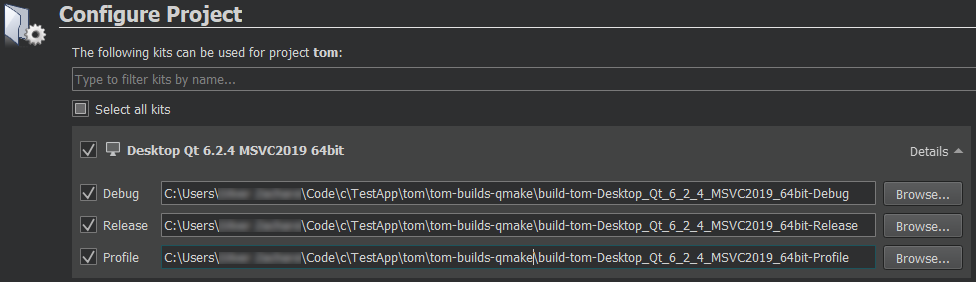 Configure Project
The following kits can be used for project tom:
Type to filter kits by name...
Select all kits
Desktop Qt 6.2.4 MSVC2019 64bit Details
Debug C:\Users\ \Code\c\TestApp\tom\tom-builds-qmake\build-tom-Desktop_Qt_6_2_4_MSVC2019_64bit-Debug Browse...
Release C:\Users\ \Code\c\TestApp\tom\tom-builds-qmake\build-tom-Desktop_Qt_6_2_4_MSVC2019_64bit-Release Browse...
Profile C:\Users\ \Code\c\TestApp\tom\tom-builds-qmake\build-tom-Desktop_Qt_6_2_4_MSVC2019_64bit-Profile Browse...